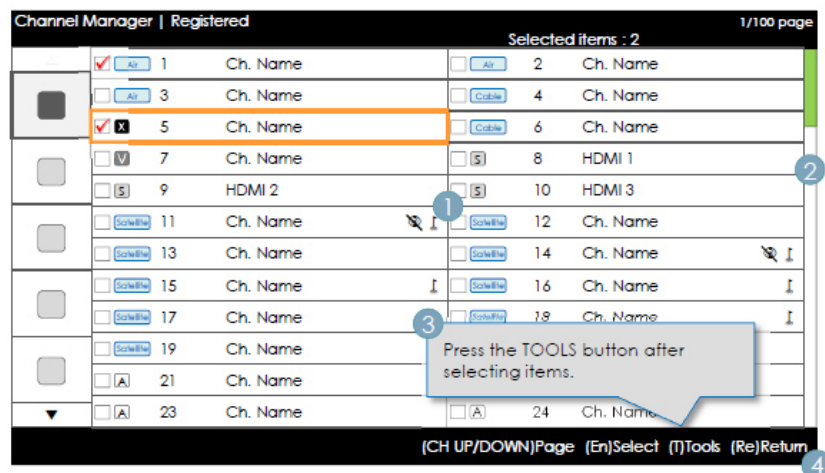 Channel Manager | Registered
1/100 page
Selected items : 2
Air 1 Ch. Name Air 2 Ch. Name
Air 3 Ch. Name Cable 4 Ch. Name
X 5 Ch. Name Cable 6 Ch. Name
V 7 Ch. Name S 8 HDMI 1
2
S 9 HDMI 2 S 10 HDMI 3
1
Satellite 11 Ch. Name Satellite 12 Ch. Name
Satellite 13 Ch. Name Satellite 14 Ch. Name
Satellite 15 Ch. Name Satellite 16 Ch. Name
Satellite 17 Ch. Name Satellite 18 Ch. Name
3
Press the TOOLS button after
selecting items.
Satellite 19 Ch. Name
A 21 Ch. Name
A 23 Ch. Name A 24 Ch. Name
(CH UP/DOWN)Page (En)Select (T)Tools (Re)Return
4